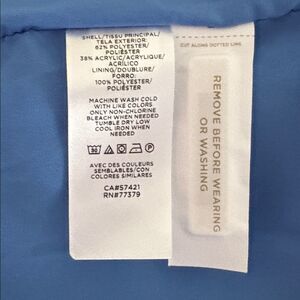 SHELL/TISSU PRINCIPAL/
TELA EXTERIOR:
62% POLYESTER/
POLIÉSTER
38% ACRYLIC/ACRYLIQUE/
ACRÍLICO
LINING/DOUBLURE/
FORRO:
100% POLYESTER/
POLIÉSTER
MACHINE WASH COLD
WITH LIKE COLORS
ONLY NON-CHLORINE
BLEACH WHEN NEEDED
TUMBLE DRY LOW
COOL IRON WHEN
NEEDED
30
AVEC DES COULEURS
SEMBLABLES/CON
COLORES SIMILARES
CA#57421
RN#77379
CUT ALONG DOTTED LINE
REMOVE BEFORE WEARING
OR WASHING